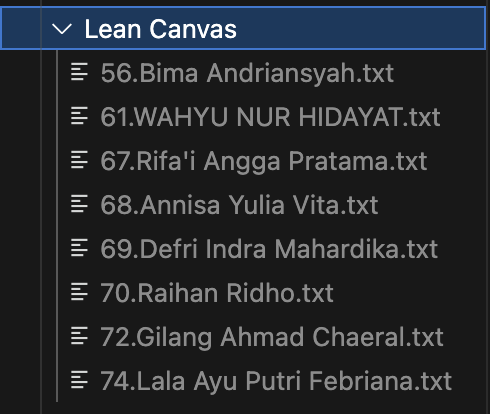 Lean Canvas
56.Bima Andriansyah.txt
61.WAHYU NUR HIDAYAT.txt
67.Rifa'i Angga Pratama.txt
68.Annisa Yulia Vita.txt
69.Defri Indra Mahardika.txt
70.Raihan Ridho.txt
72.Gilang Ahmad Chaeral.txt
74.Lala Ayu Putri Febriana.txt